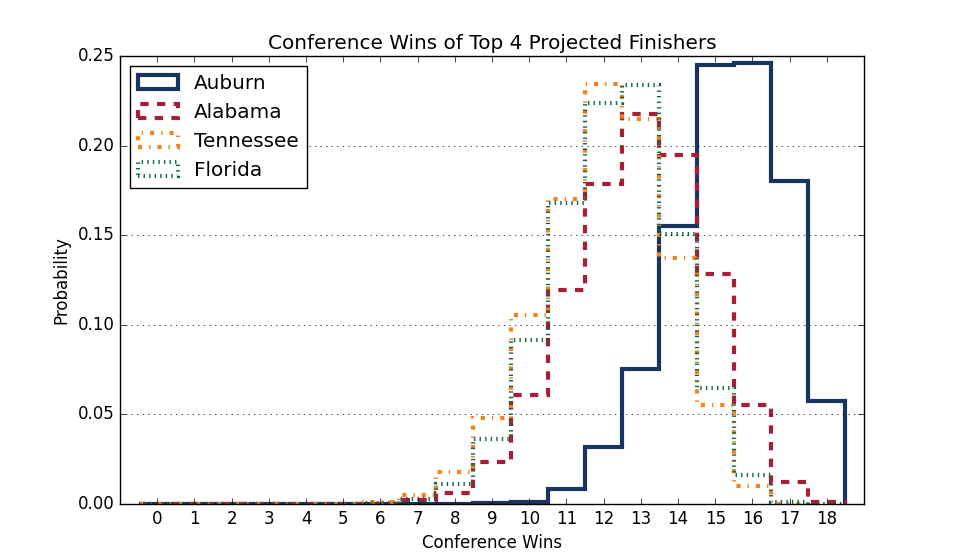 Conference Wins of Top 4 Projected Finishers
0.25
0.20
0.15
0.10
0.05
0.00
Probability
Auburn
Alabama
Tennessee
Florida
0 1 2 3 4 5 6 7 8 9 10 11 12 13 14 15 16 17 18
Conference Wins